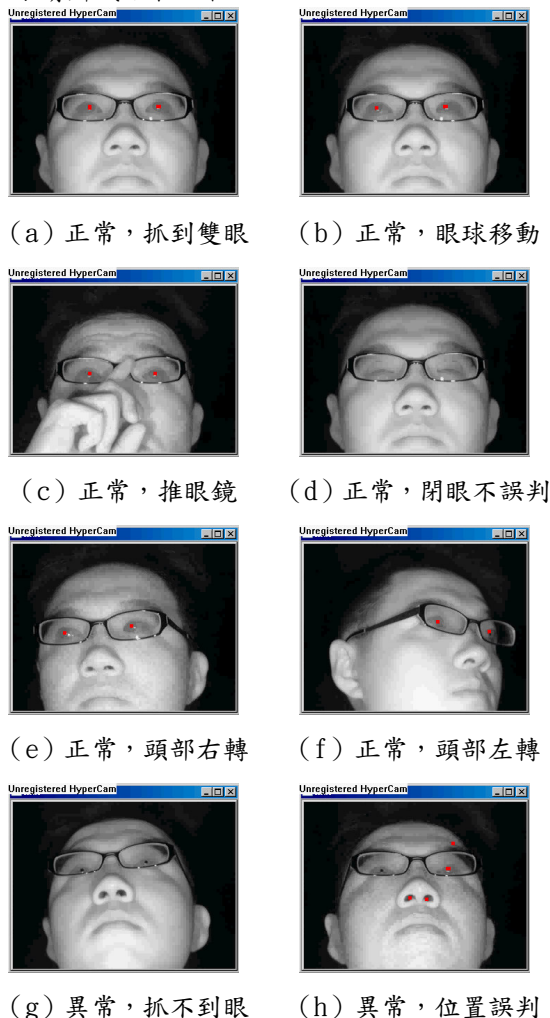 Unregistered HyperCam Unregistered HyperCam
(a)正常，抓到雙眼 (b)正常，眼球移動
Unregistered HyperCam Unregistered HyperCam
(c)正常，推眼鏡 (d)正常，閉眼不誤判
Unregistered HyperCam Unregistered HyperCam
(e)正常，頭部右轉 (f)正常，頭部左轉
Unregistered HyperCam Unregistered HyperCam
(g)異常，抓不到眼 (h)異常，位置誤判